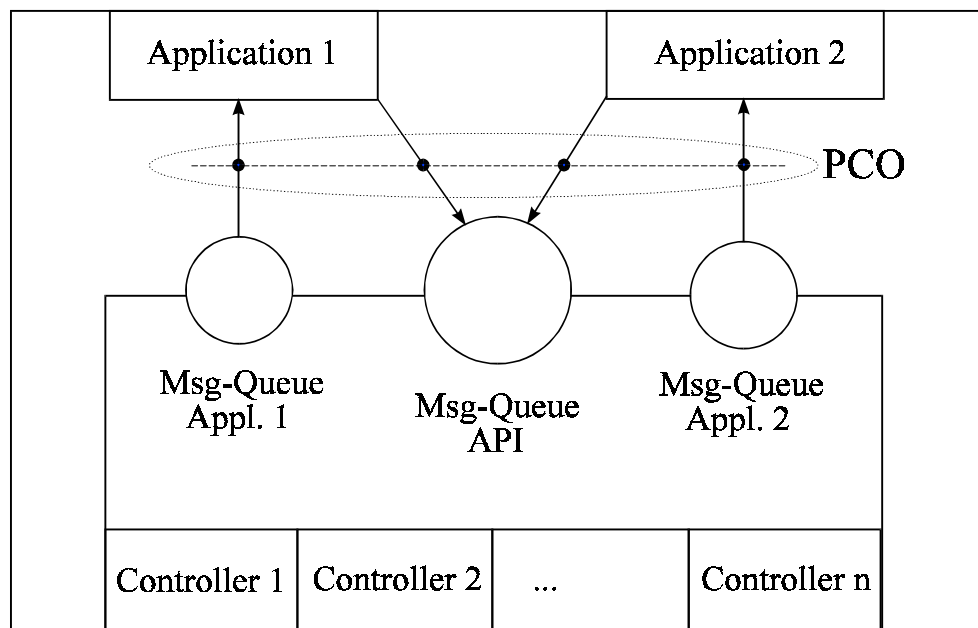 Application 1
Application 2
PCO
Msg-Queue
Appl. 1
Msg-Queue
API
Msg-Queue
Appl. 2
Controller 1
Controller 2
...
Controller n